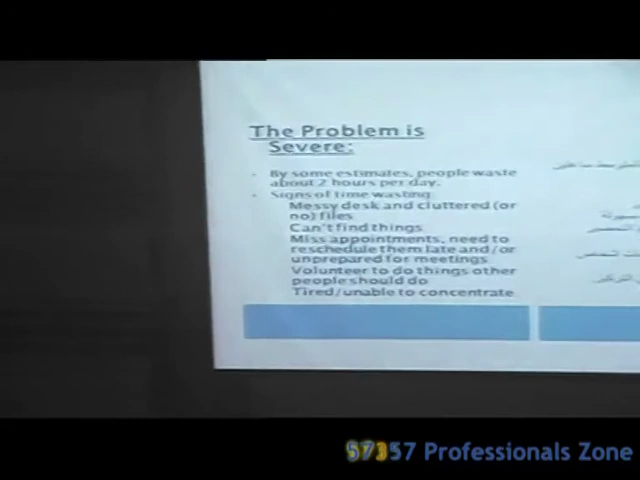 The Problem is
Severe:
- By some estimates, people waste
about 2 hours per day.
- Signs of time wasting:
Messy desk and cluttered (or
no) files
Can't find things
Miss appointments, need to
reschedule them late and/or
unprepared for meetings
Volunteer to do things other
people should do
Tired/unable to concentrate
57357 Professionals Zone